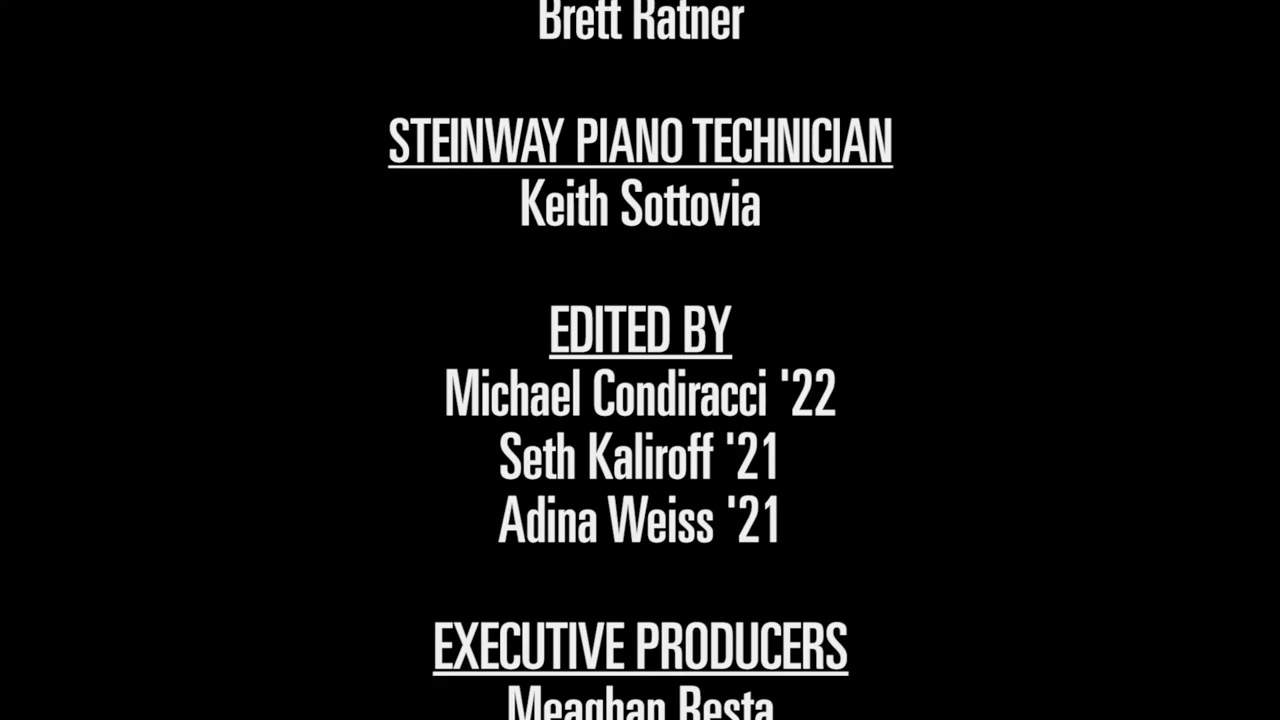 Brett Ratner
STEINWAY PIANO TECHNICIAN
Keith Sottovia
EDITED BY
Michael Condiracci '22
Seth Kaliroff '21
Adina Weiss '21
EXECUTIVE PRODUCERS
Meaghan Resta